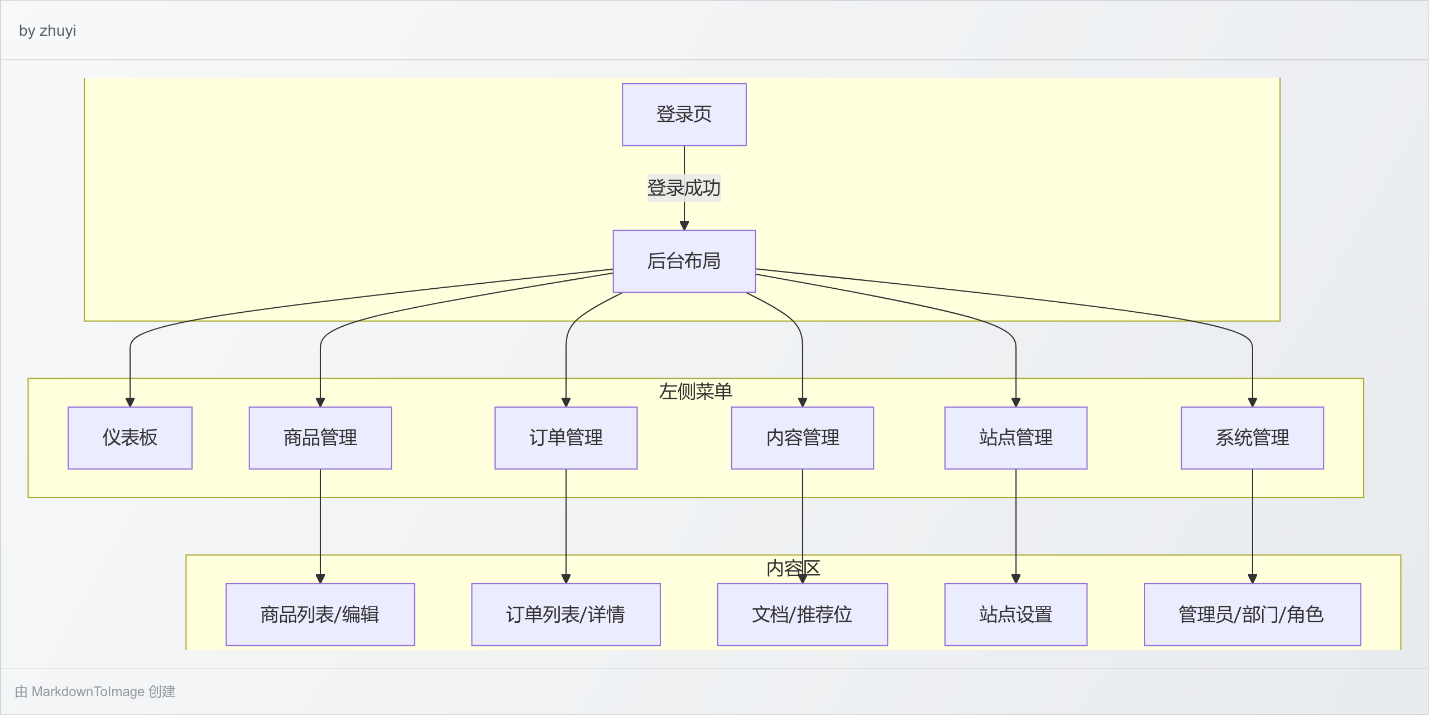 by zhuyi
登录页
登录成功
后台布局
左侧菜单
仪表板
商品管理
订单管理
内容管理
站点管理
系统管理
内容区
商品列表/编辑
订单列表/详情
文档/推荐位
站点设置
管理员/部门/角色
由 MarkdownToImage 创建